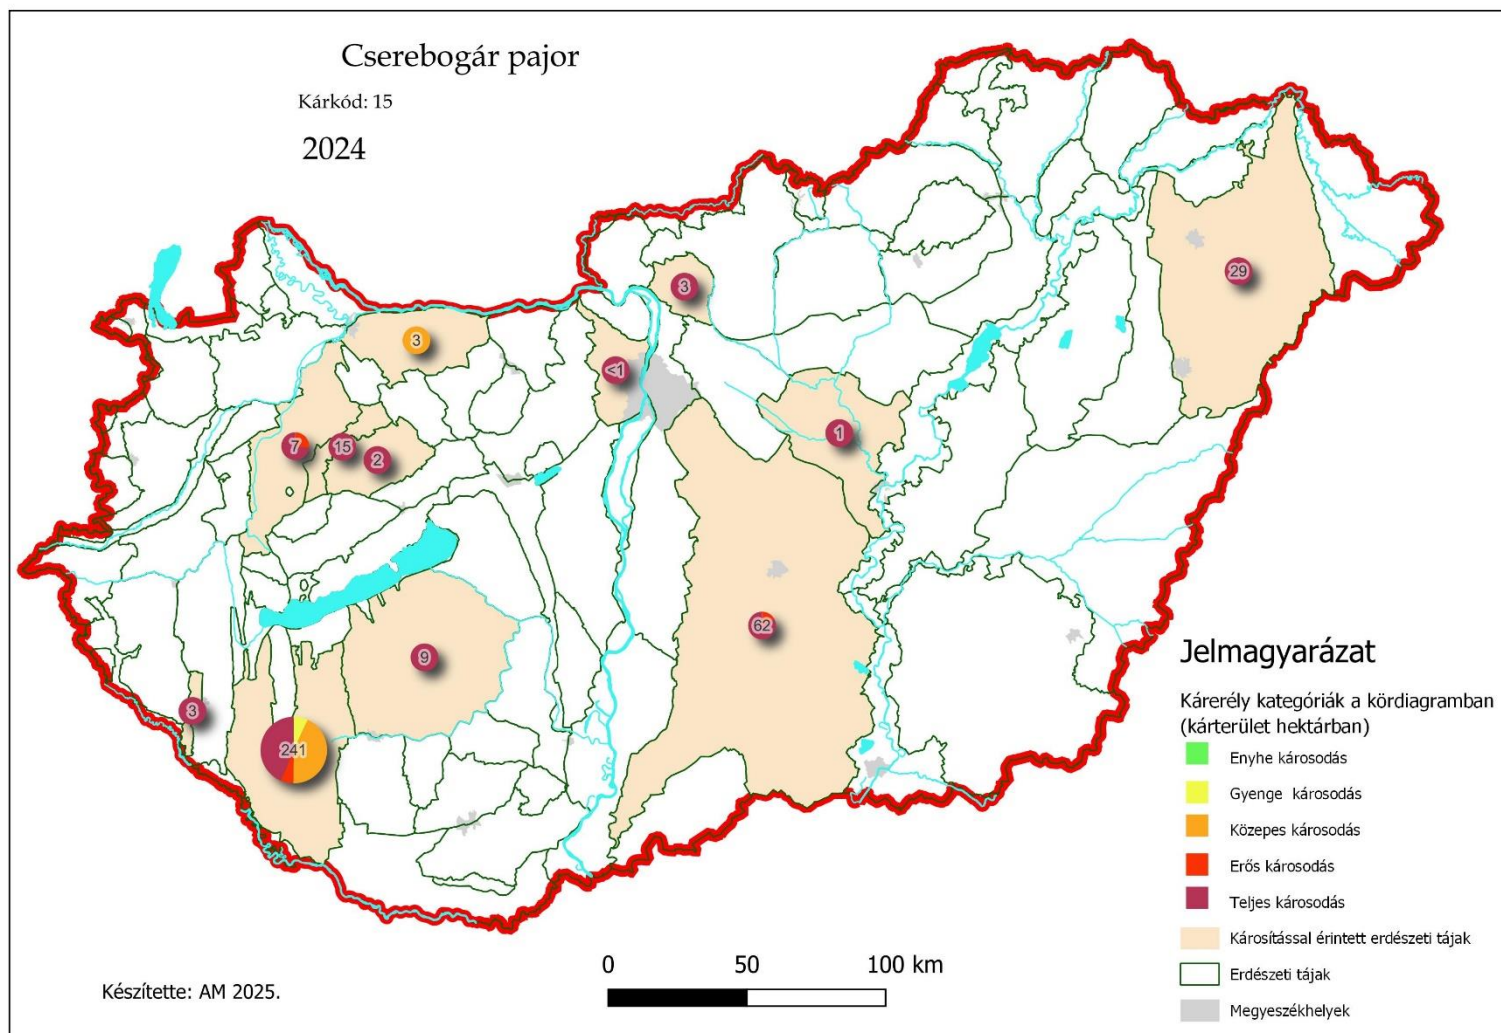 Cserebogár pajor
Kárkód: 15
2024
29
3
3
<1
1
7
15
2
62
9
3
241
Jelmagyarázat
Kárerély kategóriák a kördiagramban
(kárterület hektárban)
Enyhe károsodás
Gyenge károsodás
Közepes károsodás
Erős károsodás
Teljes károsodás
Károsítással érintett erdészeti tájak
Erdészeti tájak
Megyeszékhelyek
0 50 100 km
Készítette: AM 2025.